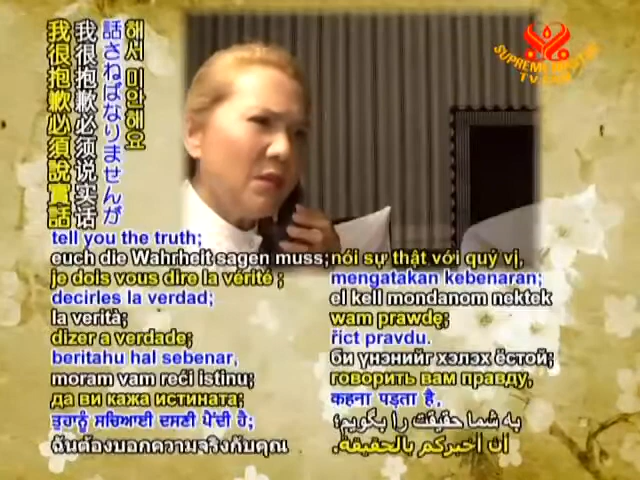 SUPREME MASTER
TV.COM
我很抱歉必須說實話
我很抱歉必须说实话
話さねばなりませんが
해서 미안해요
tell you the truth;
euch die Wahrheit sagen muss;
je dois vous dire la vérité ;
decirles la verdad;
la verità;
dizer a verdade;
beritahu hal sebenar,
moram vam reći istinu;
да ви кажа истината;
ਤੁਹਾਨੂੰ ਸਚਿਆਈ ਦਸਣੀ ਪੈਂਦੀ ਹੈ;
ฉันต้องบอกความจริงกับคุณ
nói sự thật với quý vị,
mengatakan kebenaran;
el kell mondanom nektek
wam prawdę;
říct pravdu.
би үнэнийг хэлэх ёстой;
говорить вам правду,
कहना पड़ता है,
به شما حقیقت را بگویم؛
أن أخبركم بالحقيقة.